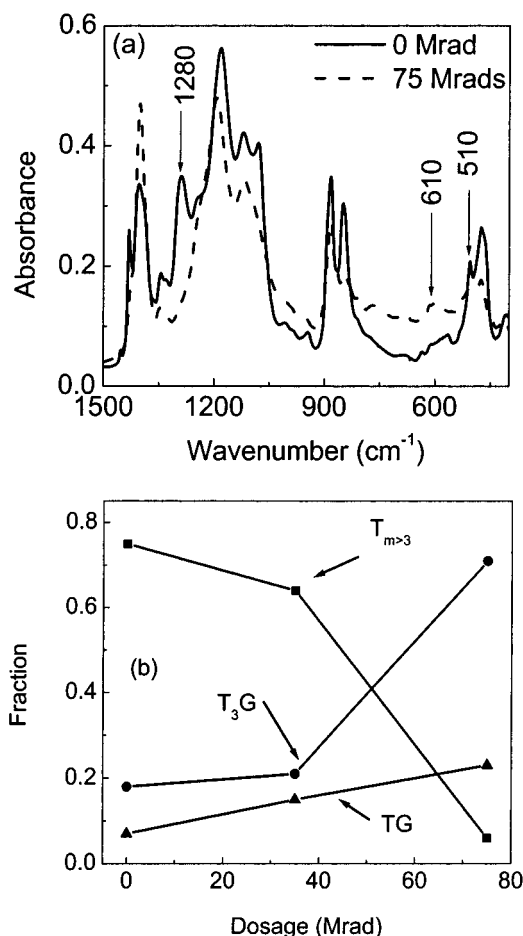 (a)
0 Mrad
75 Mrads
1280
610
510
0.6
0.4
0.2
0.0
Absorbance
1500
1200
900
600
Wavenumber (cm⁻¹)
(b)
Tm>3
T3G
TG
0.8
0.6
0.4
0.2
0.0
Fraction
0
20
40
60
80
Dosage (Mrad)